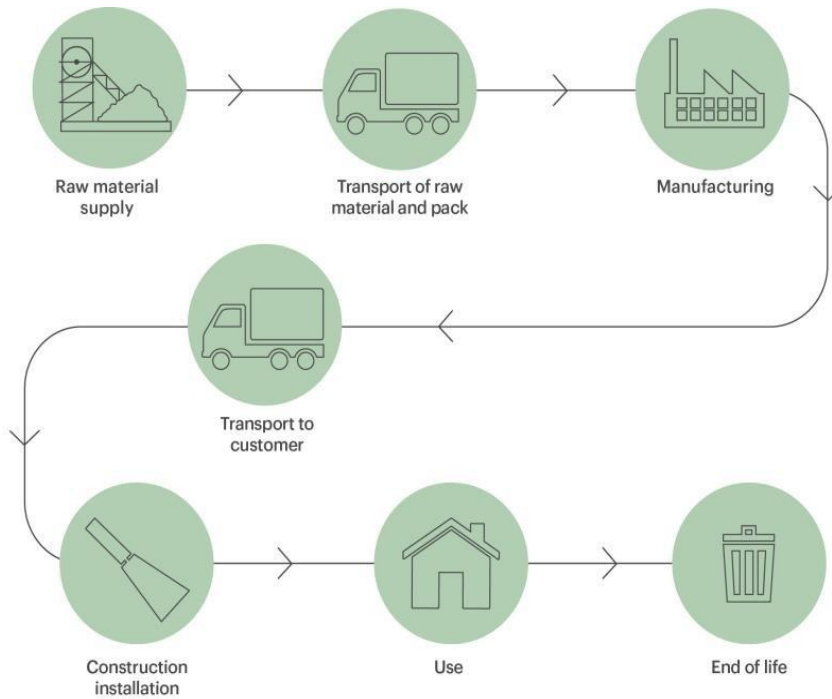 Raw material
supply
Transport of raw
material and pack
Manufacturing
Transport to
customer
Construction
installation
Use
End of life